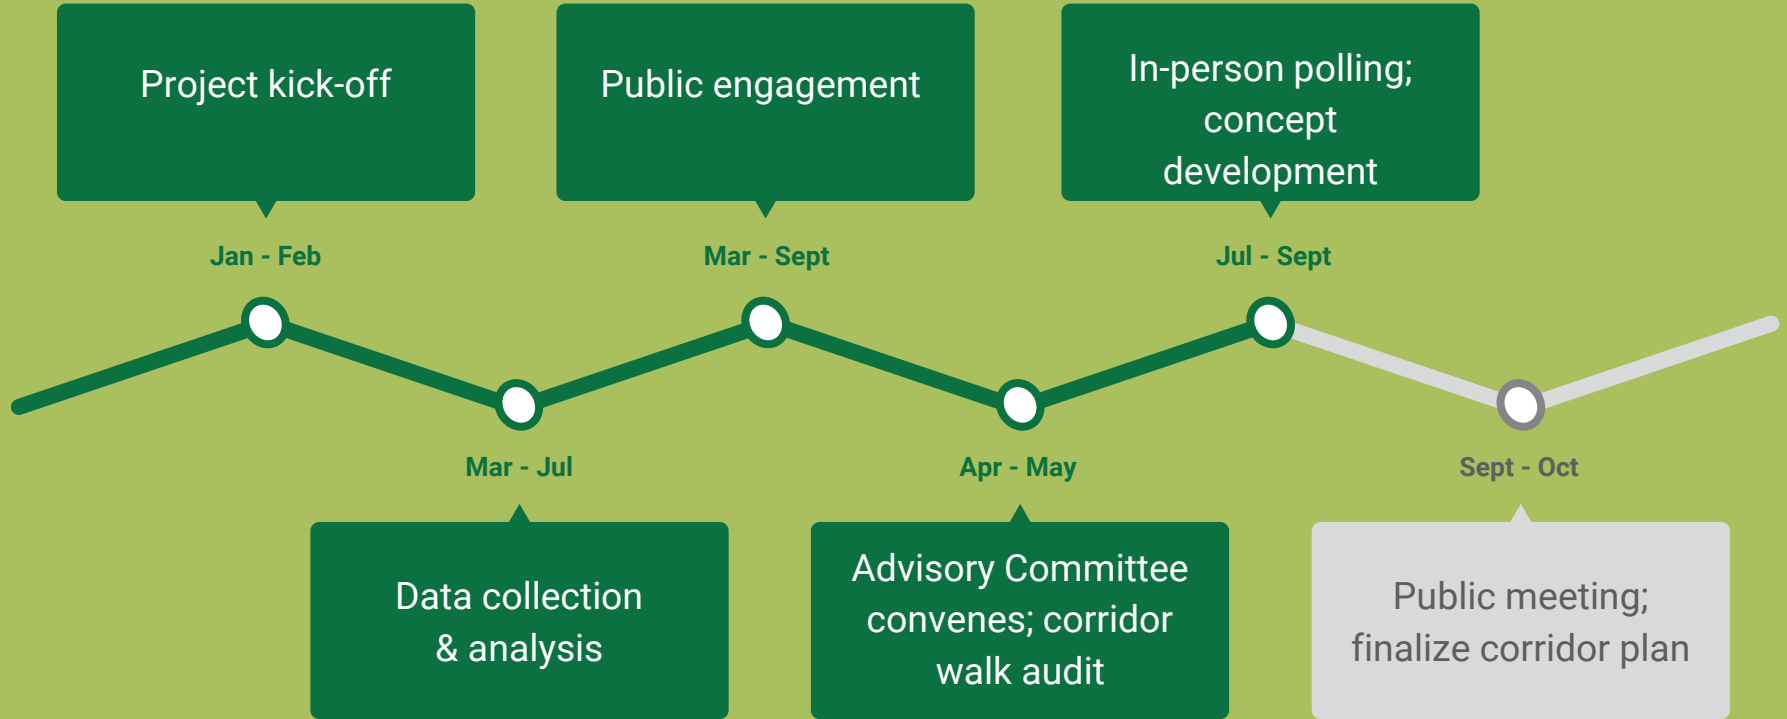 Project kick-off
Jan - Feb
Mar - Jul
Data collection
& analysis
Public engagement
Mar - Sept
Apr - May
Advisory Committee
convenes; corridor
walk audit
In-person polling;
concept
development
Jul - Sept
Sept - Oct
Public meeting;
finalize corridor plan